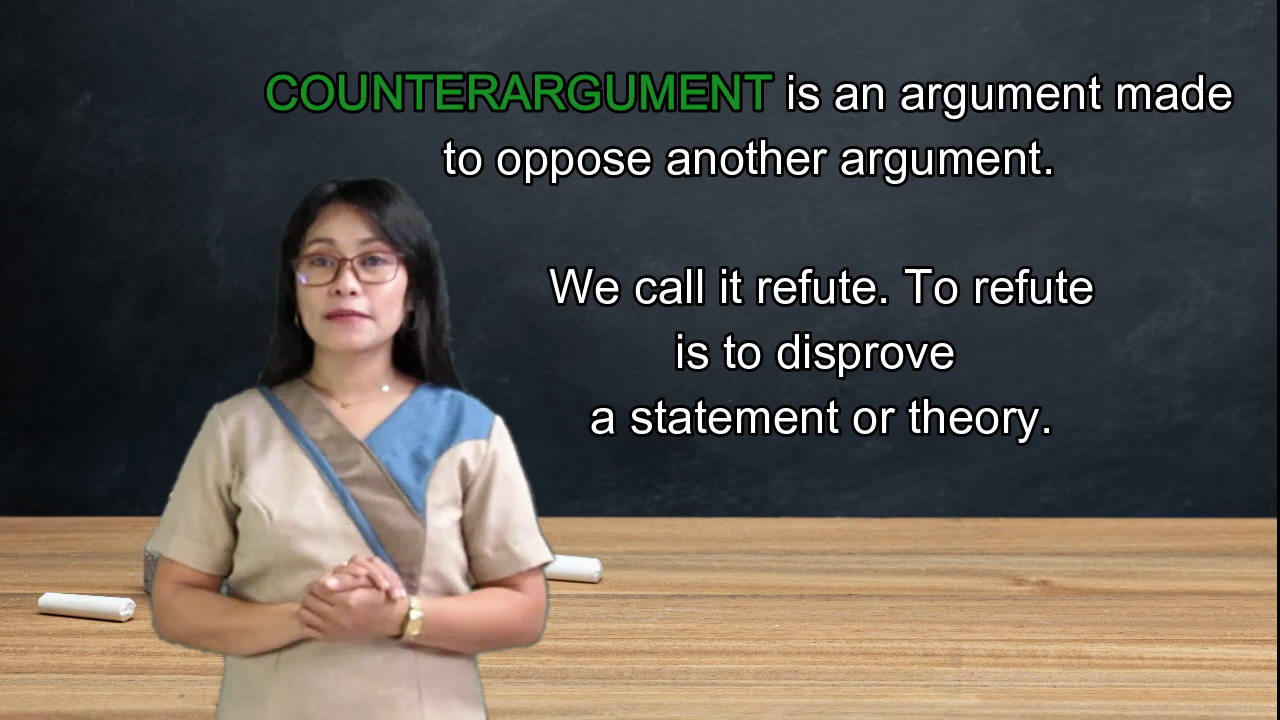 COUNTERARGUMENT is an argument made
to oppose another argument.
We call it refute. To refute
is to disprove
a statement or theory.